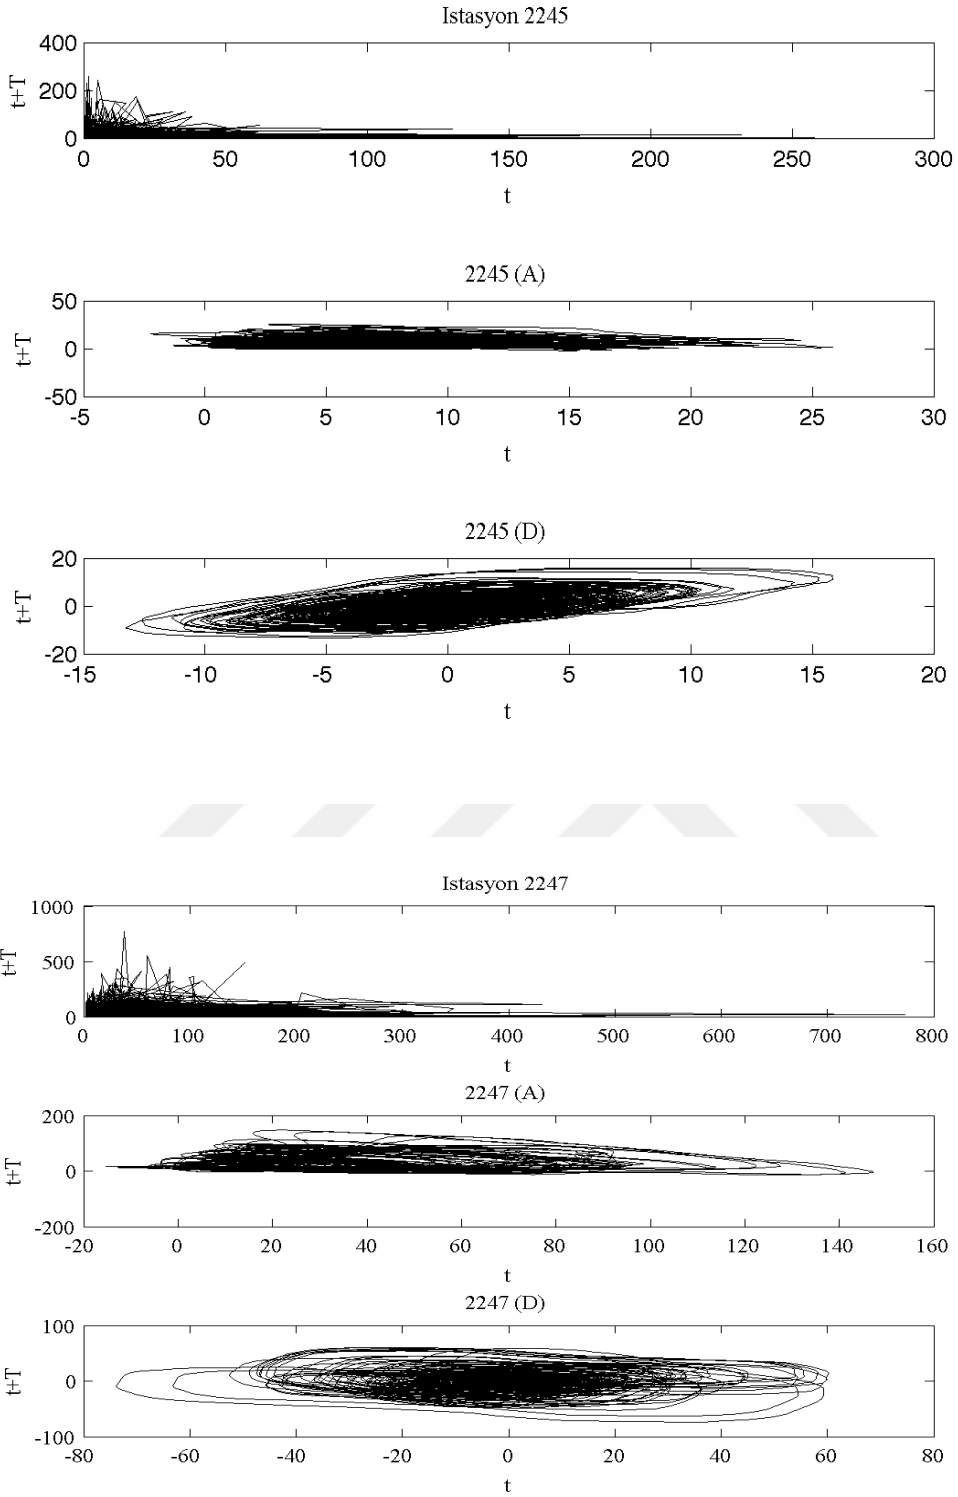 Istasyon 2245
400
200
0
t+T
0 50 100 150 200 250 300
t
2245 (A)
50
0
-50
t+T
-5 0 5 10 15 20 25 30
t
2245 (D)
20
0
-20
t+T
-15 -10 -5 0 5 10 15 20
t
Istasyon 2247
1000
500
0
t+T
0 100 200 300 400 500 600 700 800
t
2247 (A)
200
0
-200
t+T
-20 0 20 40 60 80 100 120 140 160
t
2247 (D)
100
0
-100
t+T
-80 -60 -40 -20 0 20 40 60 80
t